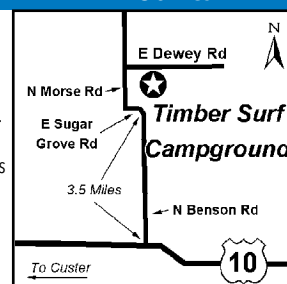 N
E Dewey Rd
N Morse Rd
Timber Surf
Campground
E Sugar
Grove Rd
3.5 Miles
N Benson Rd
10
To Custer